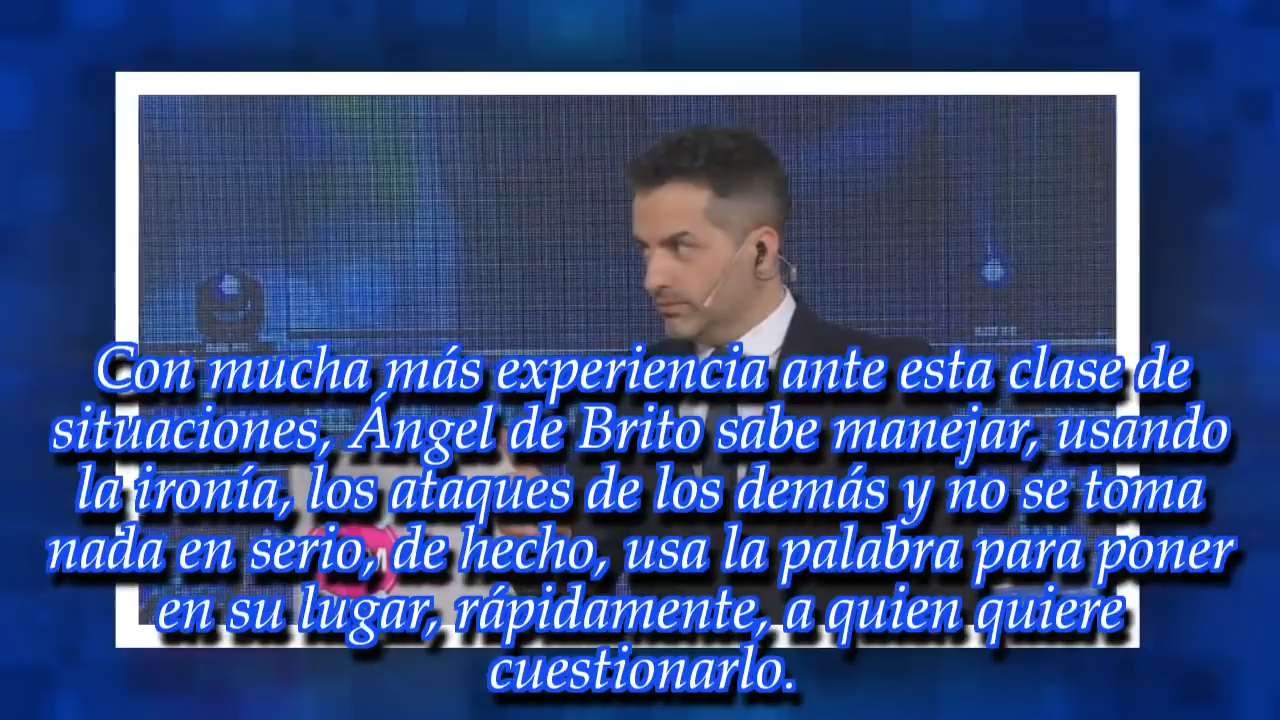 Con mucha más experiencia ante esta clase de
situaciones, Ángel de Brito sabe manejar, usando
la ironía, los ataques de los demás y no se toma
nada en serio, de hecho, usa la palabra para poner
en su lugar, rápidamente, a quien quiere
cuestionarlo.